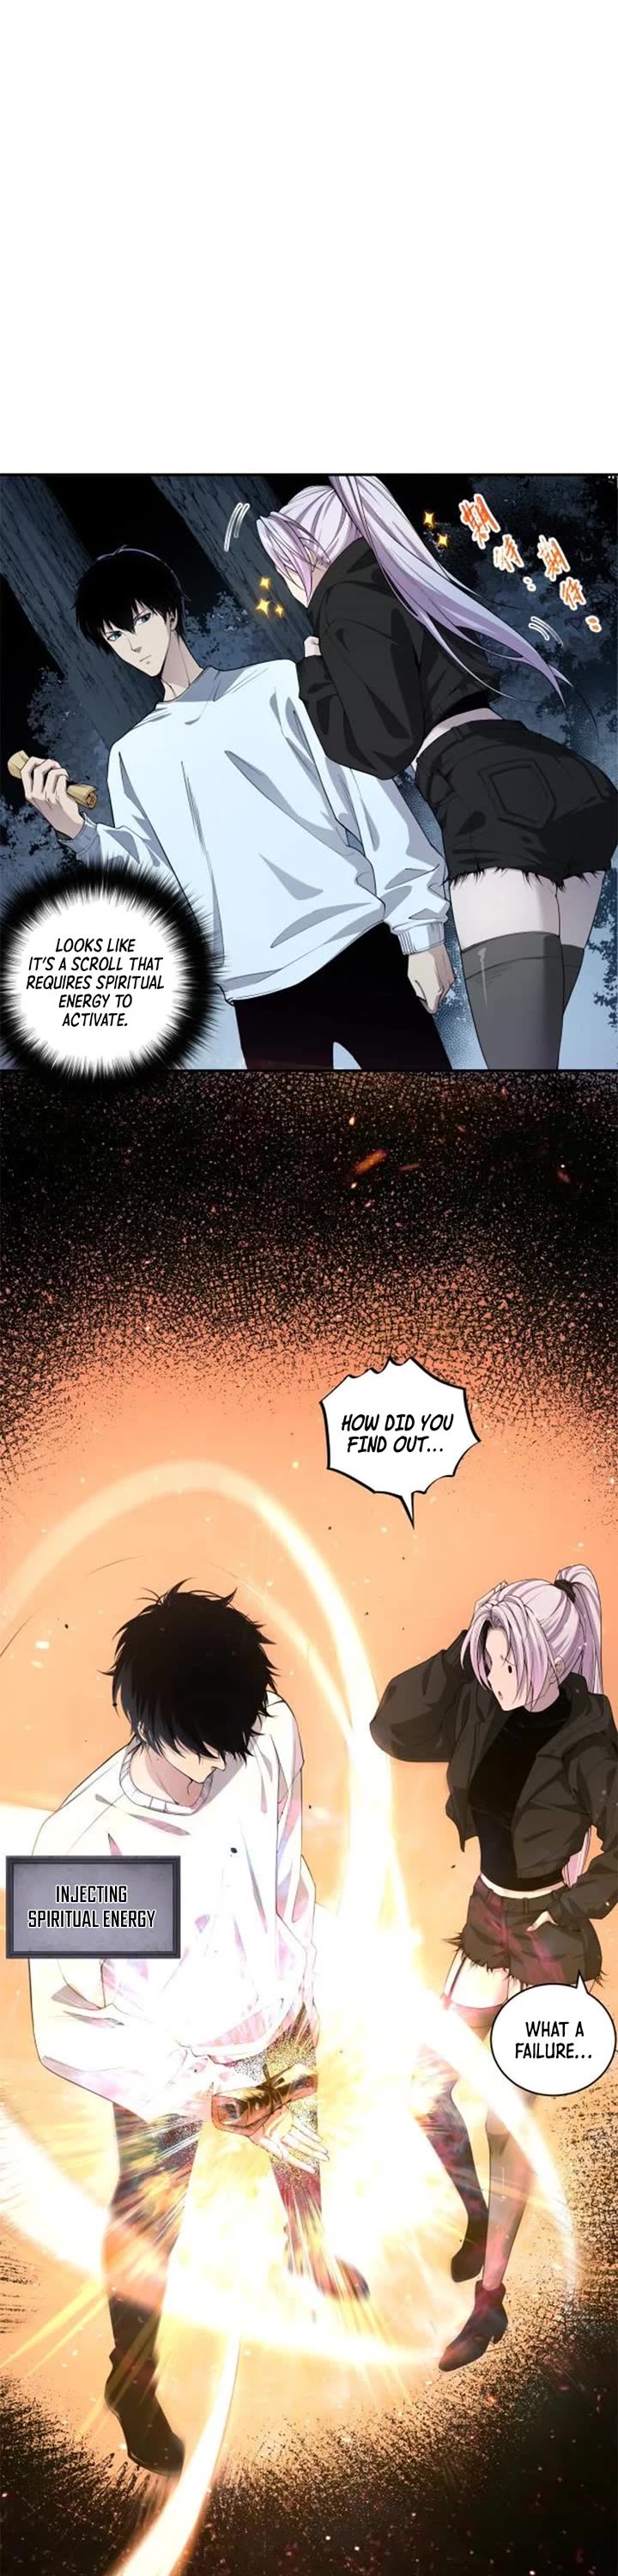 期待… 期待…
LOOKS LIKE
IT'S A SCROLL THAT
REQUIRES SPIRITUAL
ENERGY TO
ACTIVATE.
HOW DID YOU
FIND OUT...
INJECTING
SPIRITUAL ENERGY
WHAT A
FAILURE...